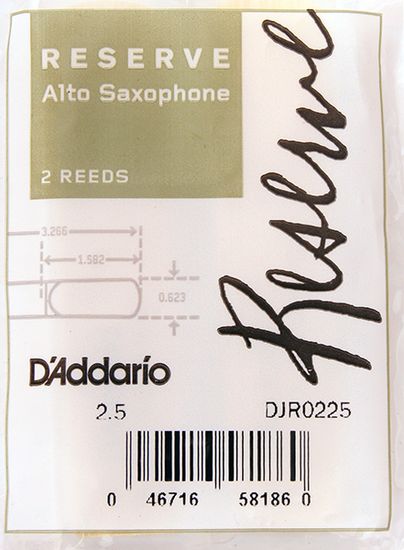 RESERVE
Alto Saxophone
2 REEDS
Reserve
3.266
1.582
0.623
D'Addario
2.5 DJR0225
0 46716 58186 0